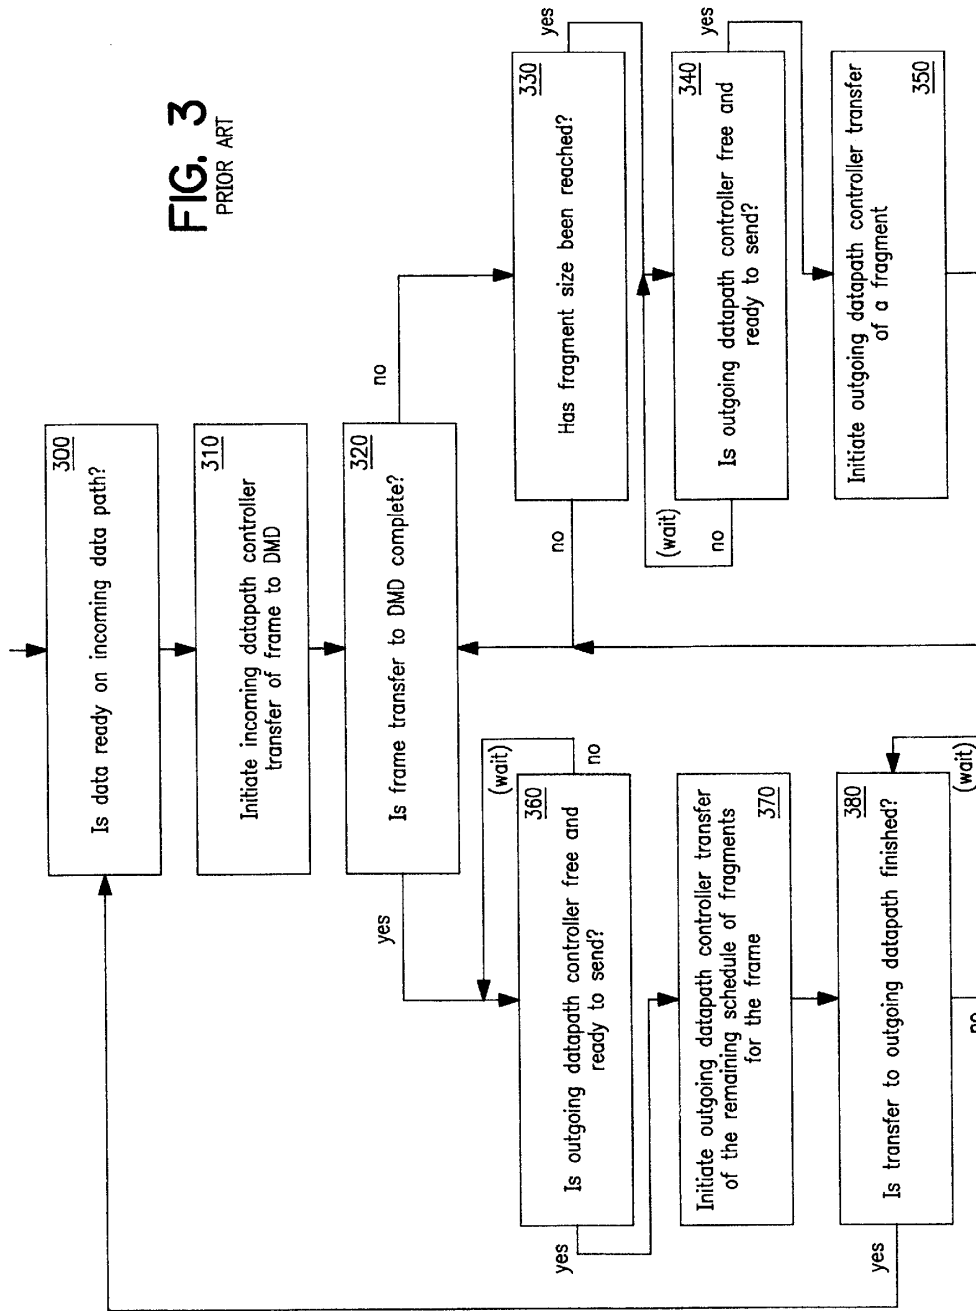 FIG. 3
PRIOR ART
300
Is data ready on incoming data path?
310
Initiate incoming datapath controller
transfer of frame to DMD
320
Is frame transfer to DMD complete?
yes
no
(wait)
no
360
Is outgoing datapath controller free and
ready to send?
yes
370
Initiate outgoing datapath controller transfer
of the remaining schedule of fragments
for the frame
380
Is transfer to outgoing datapath finished?
yes
no
(wait)
330
Has fragment size been reached?
no
yes
(wait)
no
340
Is outgoing datapath controller free and
ready to send?
yes
350
Initiate outgoing datapath controller transfer
of a fragment